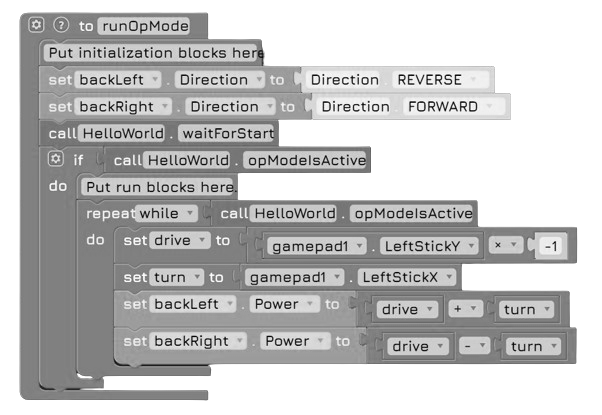 ? to runOpMode
Put initialization blocks here
set backLeft . Direction to Direction REVERSE
set backRight . Direction to Direction FORWARD
call HelloWorld . waitForStart
if call HelloWorld . opModeIsActive
do Put run blocks here.
repeat while call HelloWorld . opModeIsActive
do set drive to gamepad1 . LeftStickY × -1
set turn to gamepad1 . LeftStickX
set backLeft . Power to drive + turn
set backRight . Power to drive - turn